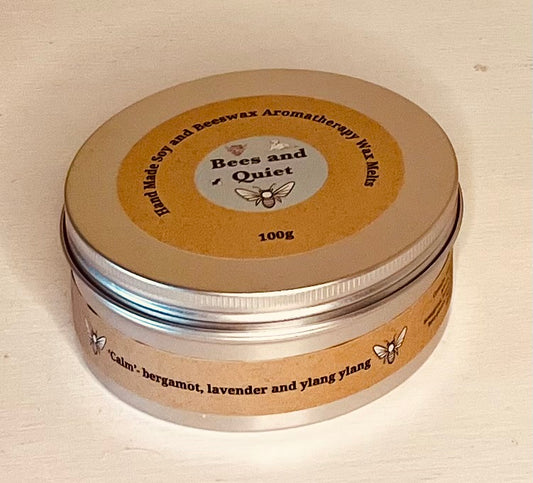 Hand Made Soy and Beeswax Aromatherapy Wax Melts
Bees and
Quiet
100g
'Calm'- bergamot, lavender and ylang ylang